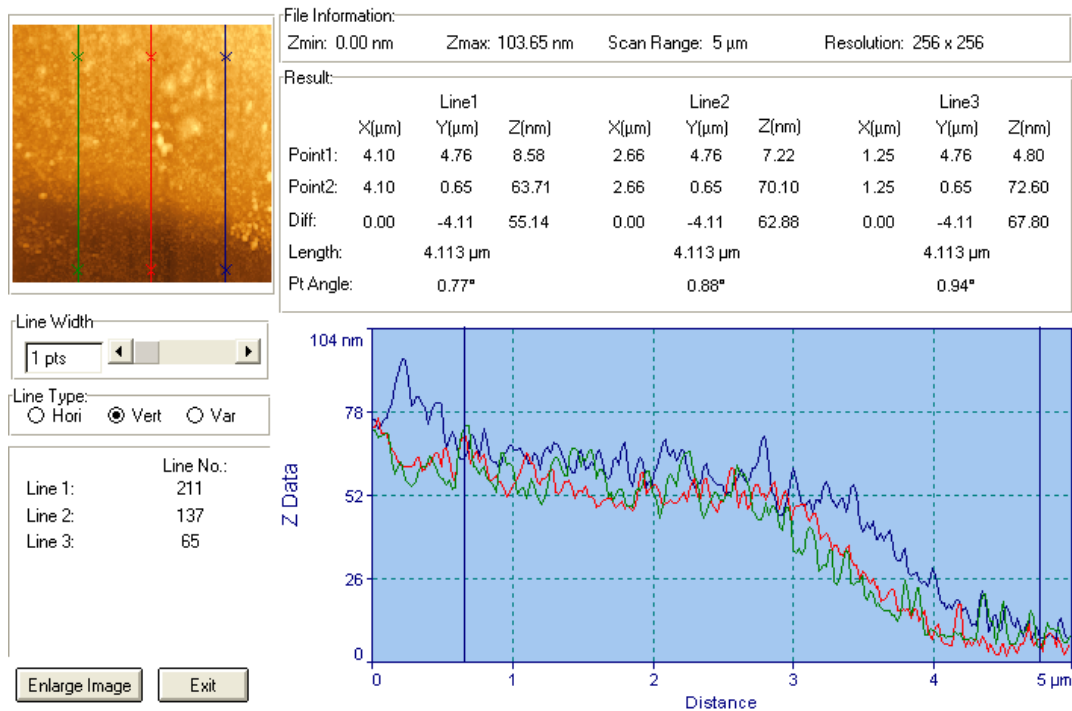 File Information:
Zmin: 0.00 nm Zmax: 103.65 nm Scan Range: 5 µm Resolution: 256 x 256
Result:
Line1 Line2 Line3
X(µm) Y(µm) Z(nm) X(µm) Y(µm) Z(nm) X(µm) Y(µm) Z(nm)
Point1: 4.10 4.76 8.58 2.66 4.76 7.22 1.25 4.76 4.80
Point2: 4.10 0.65 63.71 2.66 0.65 70.10 1.25 0.65 72.60
Diff: 0.00 -4.11 55.14 0.00 -4.11 62.88 0.00 -4.11 67.80
Length: 4.113 µm 4.113 µm 4.113 µm
Pt Angle: 0.77° 0.88° 0.94°
Line Width
1 pts
Line Type:
Hori Vert Var
Line No.:
Line 1: 211
Line 2: 137
Line 3: 65
Enlarge Image Exit
104 nm
78
52
26
0
Z Data
0 1 2 3 4 5 µm
Distance